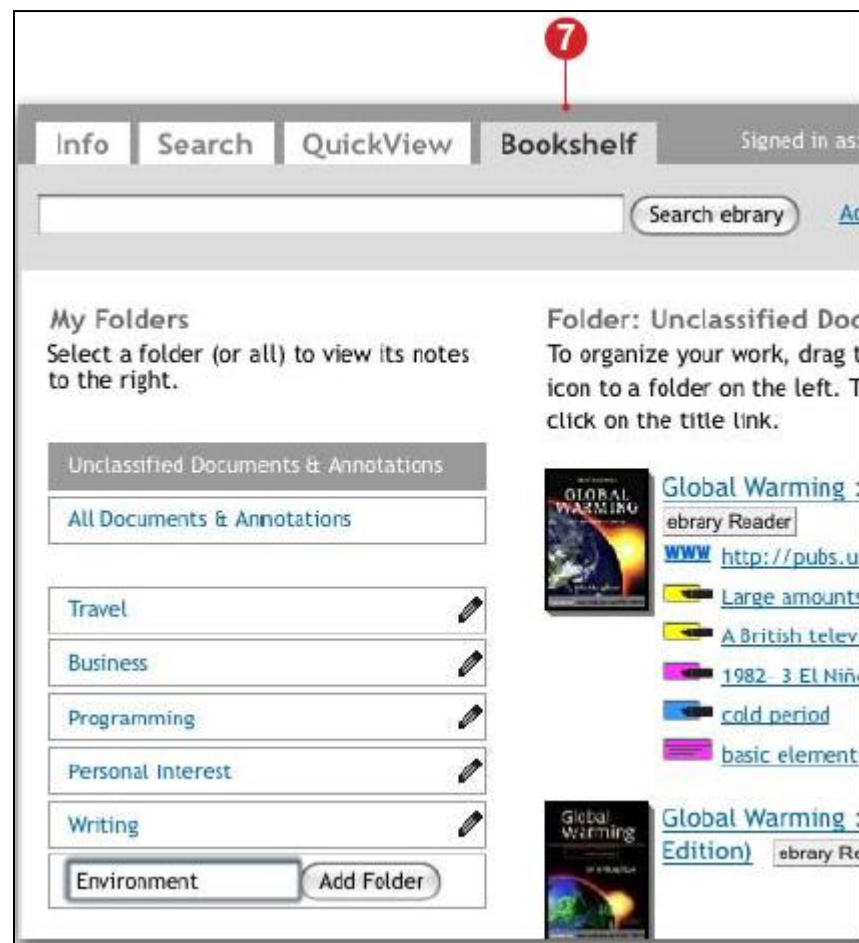 7
Info Search QuickView Bookshelf Signed in as:
Search ebrary
My Folders
Select a folder (or all) to view its notes
to the right.
Unclassified Documents & Annotations
All Documents & Annotations
Travel
Business
Programming
Personal Interest
Writing
Environment Add Folder
Folder: Unclassified Doc
To organize your work, drag t
icon to a folder on the left. T
click on the title link.
GLOBAL
WARMING
Global Warming :
ebrary Reader
WWW http://pubs.u
Large amounts
A British telev
1982- 3 El Niñ
cold period
basic element
Global
Warming
Global Warming :
Edition) ebrary Re